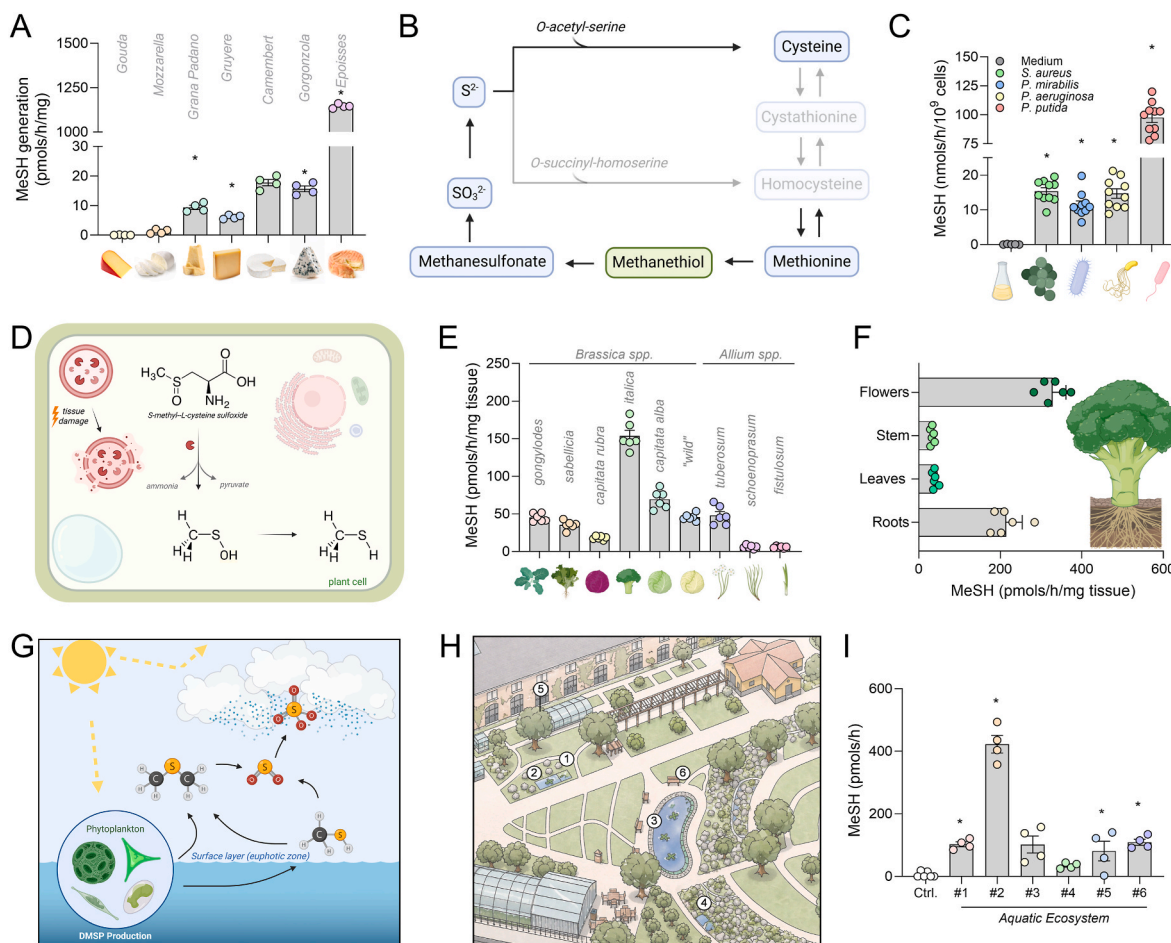 A
MeSH generation
(pmols/h/mg)
1500
1250
1000
30
20
10
0
Gouda
Mozzarella
Grana Padano
Gruyere
Camembert
Gorgonzola
Epoisses
*
*
*
*
B
O-acetyl-serine
Cysteine
S2-
Cystathionine
O-succinyl-homoserine
SO32-
Homocysteine
Methanesulfonate
Methanethiol
Methionine
C
MeSH (nmols/h/10⁹ cells)
Medium
S. aureus
P. mirabilis
P. aeruginosa
P. putida
150
125
100
75
30
20
10
0
*
*
*
*
D
tissue
damage
H3C
S
O
O
OH
NH2
S-methyl–L-cysteine sulfoxide
ammonia
pyruvate
H
C
H
H
S
OH
H
C
H
H
S
H
plant cell
E
MeSH (pmols/h/mg tissue)
250
200
150
100
50
0
Brassica spp.
Allium spp.
gongylodes
sabellicia
capitata rubra
italica
capitata alba
"wild"
tuberosum
schoenoprasum
fistulosum
F
Flowers
Stem
Leaves
Roots
0
200
400
600
MeSH (pmols/h/mg tissue)
G
O
O S O
O
H H
H C S C H
H H
S
O O
H
H C S
H H
Phytoplankton
Surface layer (euphotic zone)
DMSP Production
H
5
1
2
6
3
4
I
MeSH (pmols/h)
600
400
200
0
*
*
*
*
Ctrl.
#1
#2
#3
#4
#5
#6
Aquatic Ecosystem